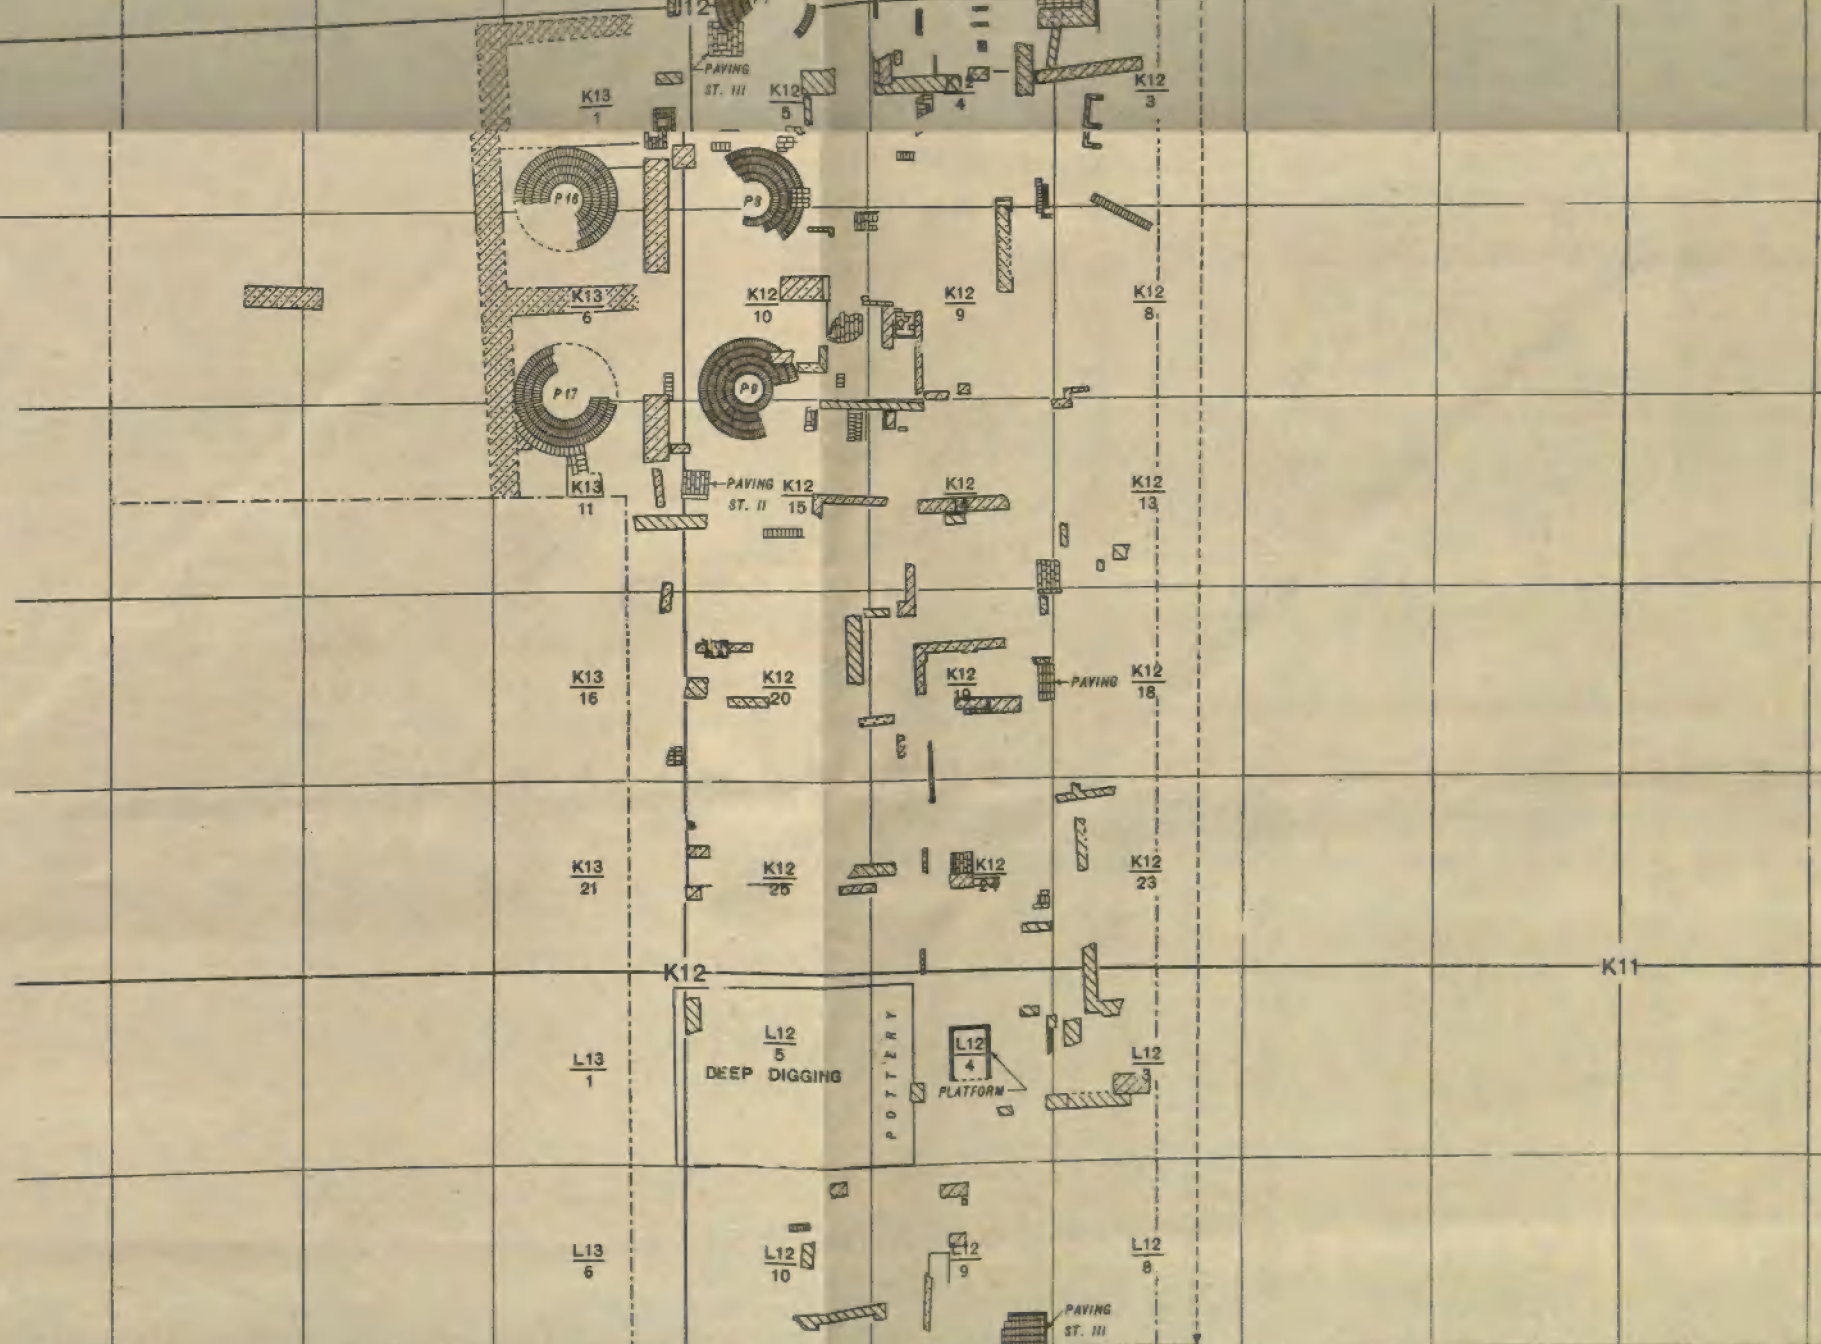 12
PAVING
ST. III
K13
1
K12
5
4
K12
3
P16
P8
K13
6
K12
10
K12
9
K12
8
P17
P9
K13
11
PAVING
ST. II
K12
15
K12
K12
13
K13
16
K12
20
K12
19
PAVING
K12
18
K13
21
K12
25
K12
24
K12
23
K12
K11
L13
1
L12
5
DEEP DIGGING
POTTERY
L12
4
PLATFORM
L12
3
L13
6
L12
10
L12
9
L12
8
PAVING
ST. III